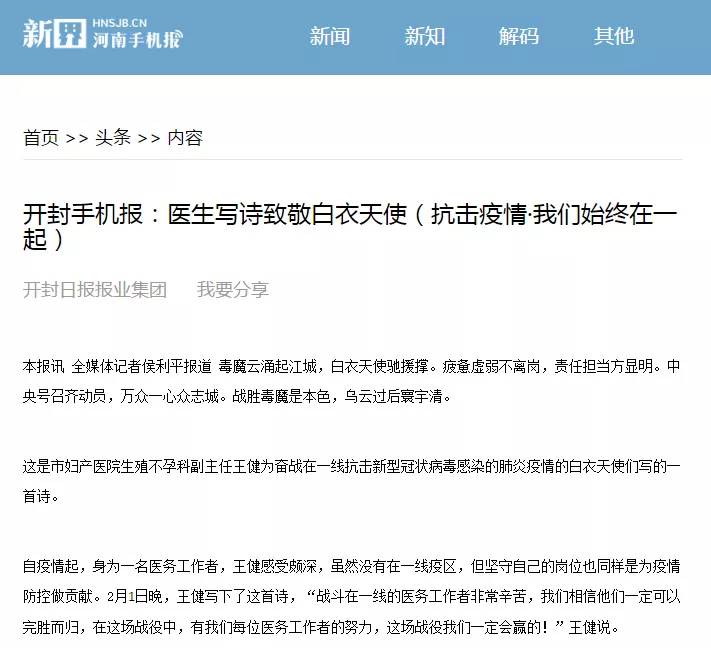 新界 HNSJB.CN 河南手机报 新闻 新知 解码 其他
首页 >> 头条 >> 内容
开封手机报：医生写诗致敬白衣天使（抗击疫情·我们始终在一
起）
开封日报报业集团 我要分享
本报讯 全媒体记者侯利平报道 毒魔云涌起江城，白衣天使驰援撑。疲惫虚弱不离岗，责任担当方显明。中
央号召齐动员，万众一心众志城。战胜毒魔是本色，乌云过后寰宇清。
这是市妇产医院生殖不孕科副主任王健为奋战在一线抗击新型冠状病毒感染的肺炎疫情的白衣天使们写的一
首诗。
自疫情起，身为一名医务工作者，王健感受颇深，虽然没有在一线疫区，但坚守自己的岗位也同样是为疫情
防控做贡献。2月1日晚，王健写下了这首诗，“战斗在一线的医务工作者非常辛苦，我们相信他们一定可以
完胜而归，在这场战役中，有我们每位医务工作者的努力，这场战役我们一定会赢的！”王健说。